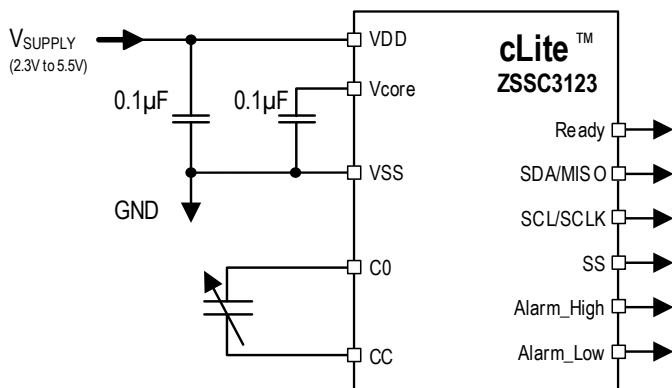 VSUPPLY
(2.3V to 5.5V)
0.1µF
0.1µF
GND
VDD
Vcore
VSS
C0
CC
cLite™
ZSSC3123
Ready
SDA/MISO
SCL/SCLK
SS
Alarm_High
Alarm_Low